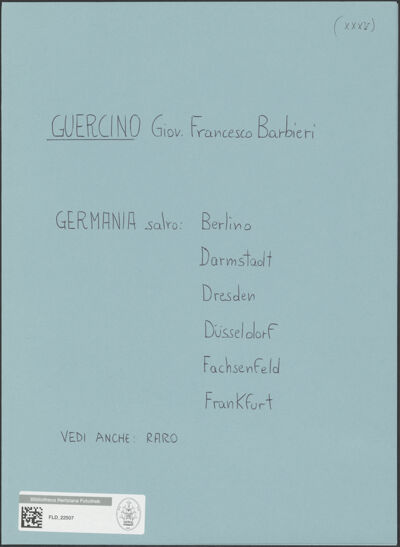 (XXXV)
GUERCINO Giov. Francesco Barbieri
GERMANIA salvo: Berlino
Darmstadt
Dresden
Düsseldorf
Fachsenfeld
Frankfurt
VEDI ANCHE: RARO
Bibliotheca Hertziana Fotothek
FLD_22507